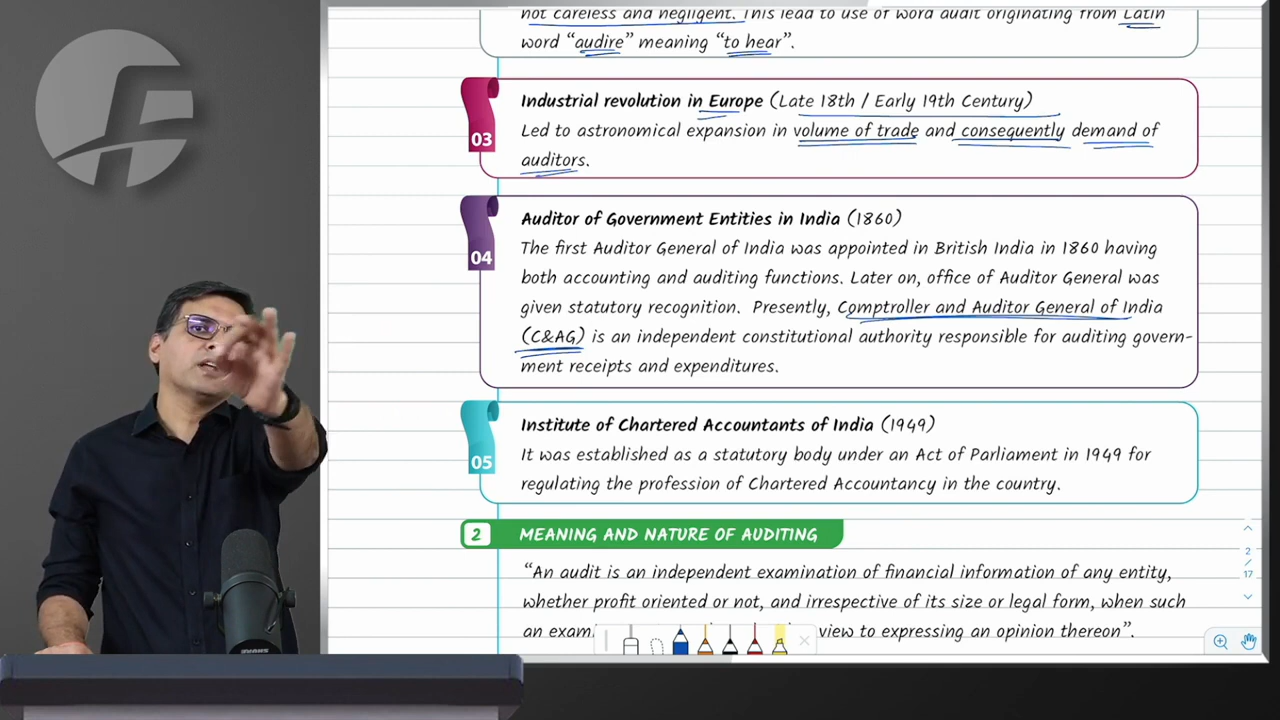 not careless and negligent. This lead to use of word audit originating from Latin
word “audire” meaning “to hear”.
03
Industrial revolution in Europe (Late 18th / Early 19th Century)
Led to astronomical expansion in volume of trade and consequently demand of
auditors.
04
Auditor of Government Entities in India (1860)
The first Auditor General of India was appointed in British India in 1860 having
both accounting and auditing functions. Later on, office of Auditor General was
given statutory recognition. Presently, Comptroller and Auditor General of India
(C&AG) is an independent constitutional authority responsible for auditing govern-
ment receipts and expenditures.
05
Institute of Chartered Accountants of India (1949)
It was established as a statutory body under an Act of Parliament in 1949 for
regulating the profession of Chartered Accountancy in the country.
2 MEANING AND NATURE OF AUDITING
“An audit is an independent examination of financial information of any entity,
whether profit oriented or not, and irrespective of its size or legal form, when such
an exam view to expressing an opinion thereon”.
2
/
17